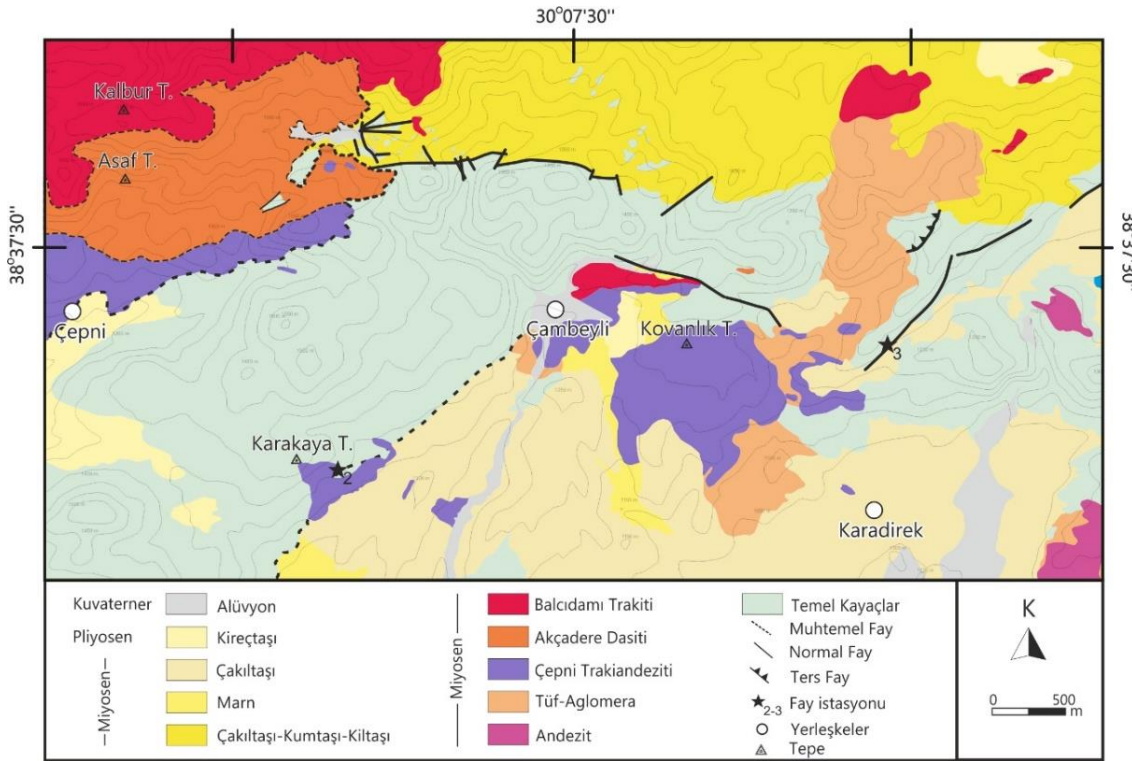 30°07'30''
38°37'30''
38°37'30''
Kalbur T.
Asaf T.
Çepni
Çambeyli
Kovanlık T.
3
Karakaya T.
2
Karadirek
Kuvaterner
Alüvyon
Pliyosen
Kireçtaşı
Miyosen
Çakıltaşı
Marn
Çakıltaşı-Kumtaşı-Kiltaşı
Miyosen
Balcıdamı Trakiti
Akçadere Dasiti
Çepni Trakiandeziti
Tüf-Aglomera
Andezit
Temel Kayaçlar
Muhtemel Fay
Normal Fay
Ters Fay
2-3 Fay istasyonu
Yerleşkeler
Tepe
K
0 500
m